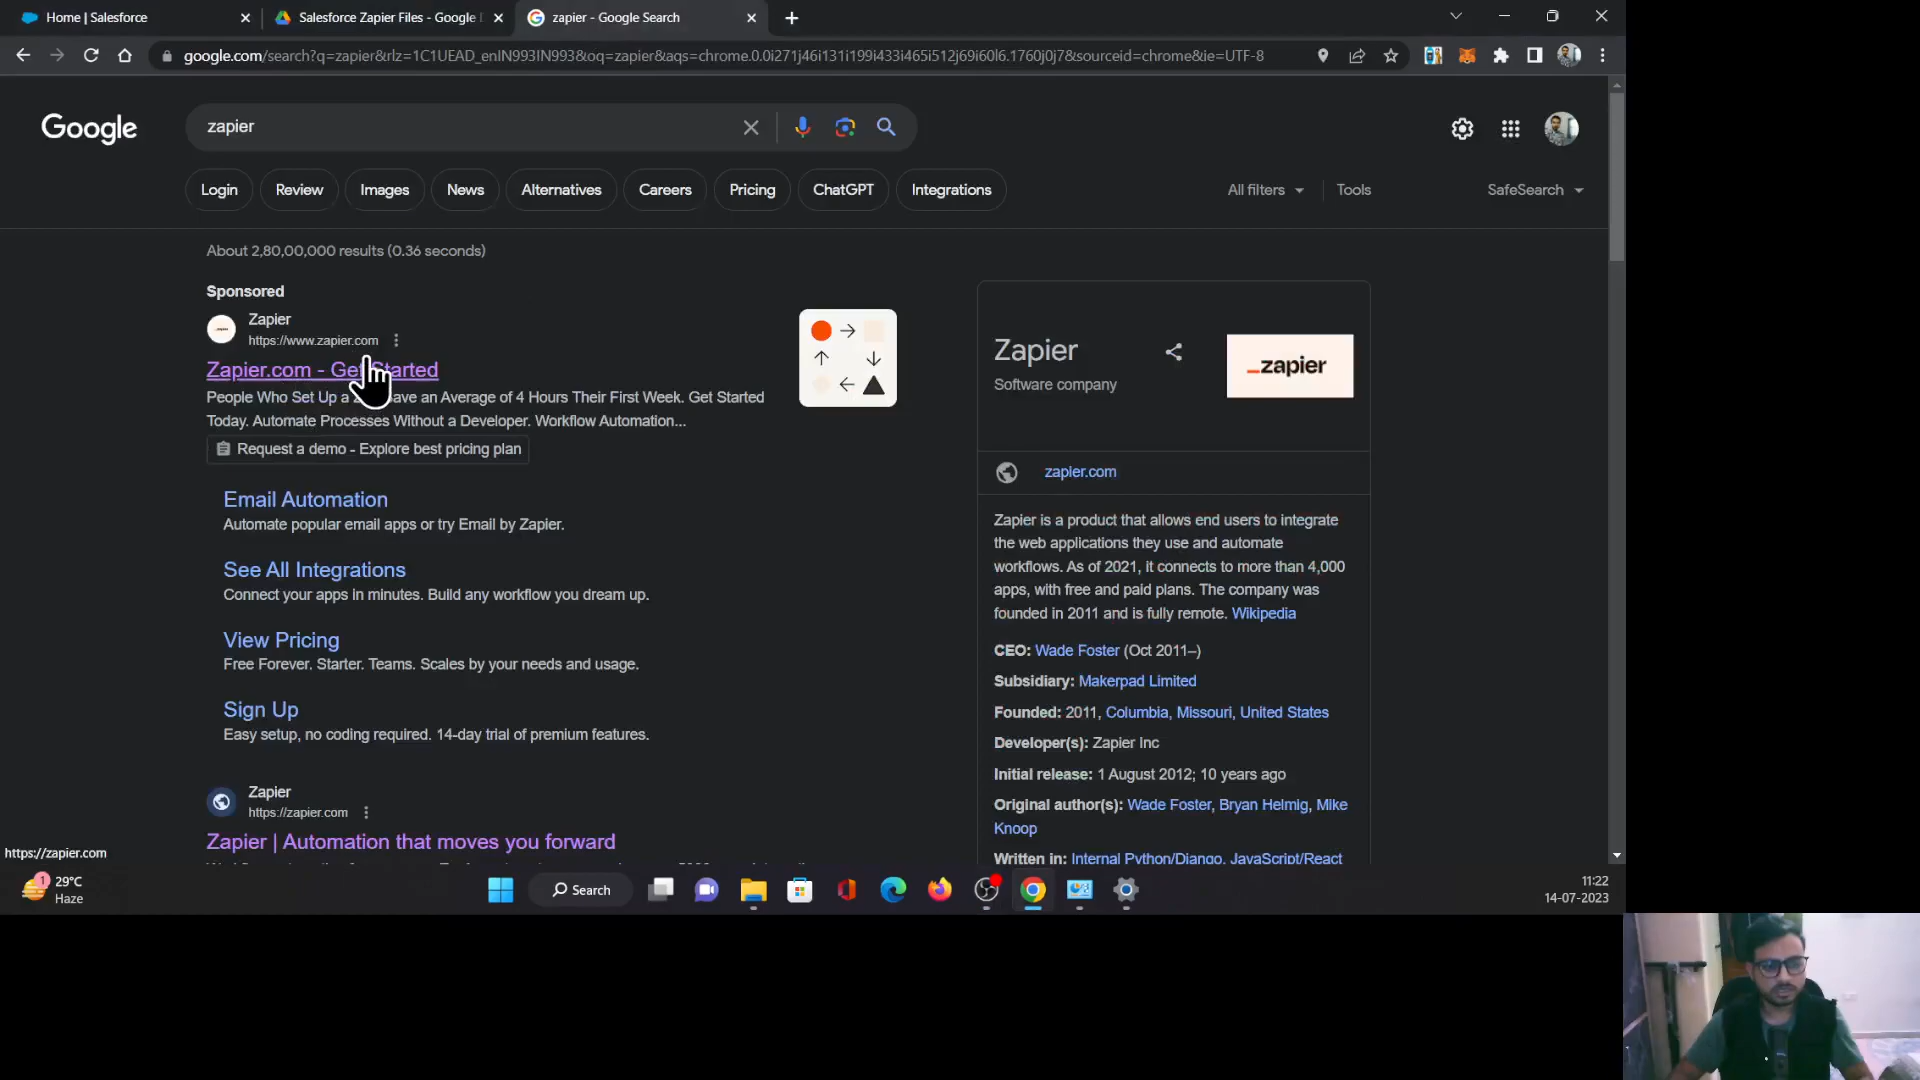 Home | Salesforce
Salesforce Zapier Files - Google D
zapier - Google Search
google.com/search?q=zapier&rlz=1C1UEAD_enIN993IN993&oq=zapier&aqs=chrome.0.0i271j46i131i199i433i465i512j69i60l6.1760j0j7&sourceid=chrome&ie=UTF-8
Google
zapier
Login
Review
Images
News
Alternatives
Careers
Pricing
ChatGPT
Integrations
All filters
Tools
SafeSearch
About 2,80,00,000 results (0.36 seconds)
Sponsored
Zapier
https://www.zapier.com
Zapier.com - Get Started
People Who Set Up a ave an Average of 4 Hours Their First Week. Get Started
Today. Automate Processes Without a Developer. Workflow Automation...
Request a demo - Explore best pricing plan
Email Automation
Automate popular email apps or try Email by Zapier.
See All Integrations
Connect your apps in minutes. Build any workflow you dream up.
View Pricing
Free Forever. Starter. Teams. Scales by your needs and usage.
Sign Up
Easy setup, no coding required. 14-day trial of premium features.
Zapier
https://zapier.com
Zapier | Automation that moves you forward
Zapier
Software company
_zapier
zapier.com
Zapier is a product that allows end users to integrate
the web applications they use and automate
workflows. As of 2021, it connects to more than 4,000
apps, with free and paid plans. The company was
founded in 2011 and is fully remote. Wikipedia
CEO: Wade Foster (Oct 2011–)
Subsidiary: Makerpad Limited
Founded: 2011, Columbia, Missouri, United States
Developer(s): Zapier Inc
Initial release: 1 August 2012; 10 years ago
Original author(s): Wade Foster, Bryan Helmig, Mike
Knoop
Written in: Internal Python/Django, JavaScript/React
https://zapier.com
1
29°C
Haze
Search
11:22
14-07-2023